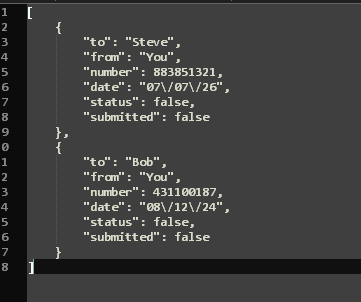 1 [
2     {
3         "to": "Steve",
4         "from": "You",
5         "number": 883851321,
6         "date": "07\/07\/26",
7         "status": false,
8         "submitted": false
9     },
0     {
1         "to": "Bob",
2         "from": "You",
3         "number": 431100187,
4         "date": "08\/12\/24",
5         "status": false,
6         "submitted": false
7     }
8 ]